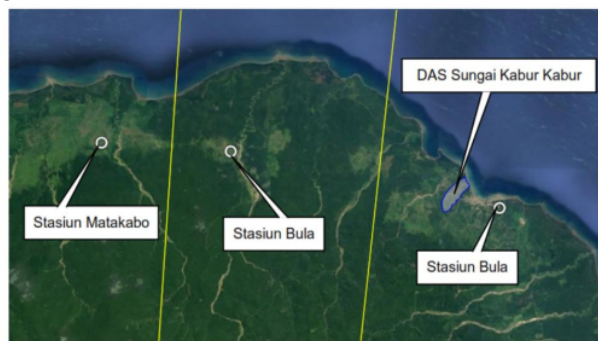 DAS Sungai Kabur Kabur
Stasiun Matakabo
Stasiun Bula
Stasiun Bula